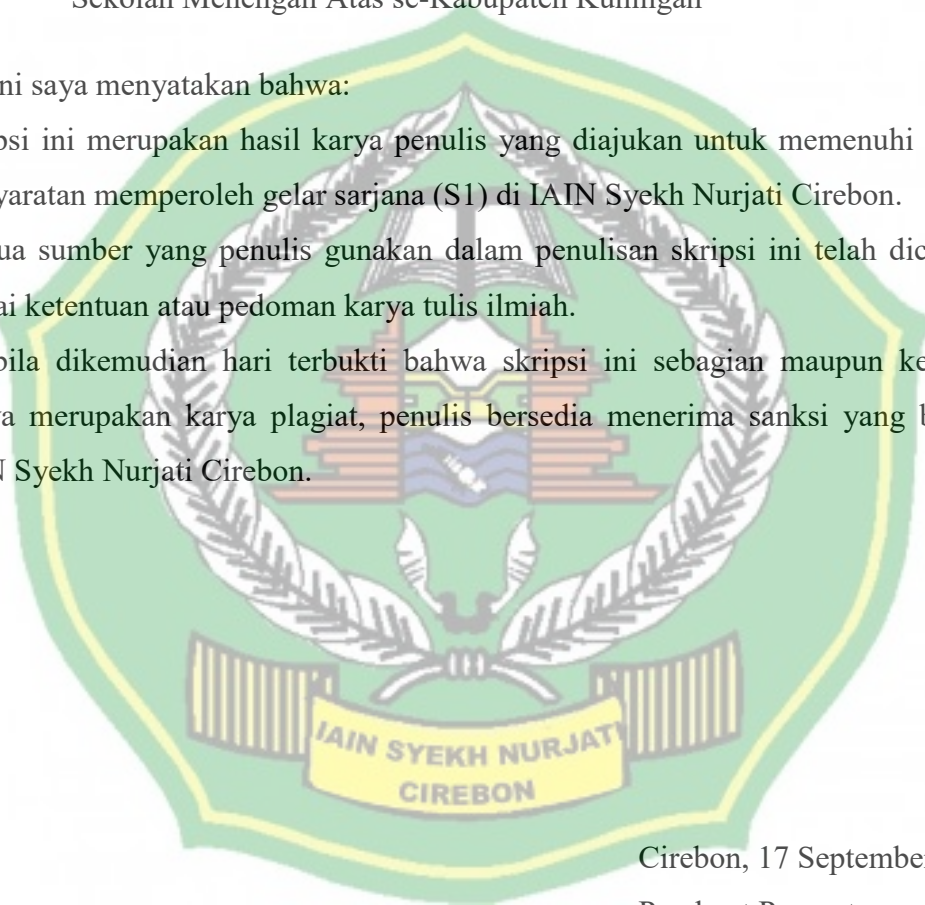 Sekolah Menengah Atas se-Kabupaten Kuningan
ni saya menyatakan bahwa:
psi ini merupakan hasil karya penulis yang diajukan untuk memenuhi
yaratan memperoleh gelar sarjana (S1) di IAIN Syekh Nurjati Cirebon.
ua sumber yang penulis gunakan dalam penulisan skripsi ini telah dic
ai ketentuan atau pedoman karya tulis ilmiah.
bila dikemudian hari terbukti bahwa skripsi ini sebagian maupun ke
a merupakan karya plagiat, penulis bersedia menerima sanksi yang b
N Syekh Nurjati Cirebon.
IAIN SYEKH NURJATI
CIREBON
Cirebon, 17 September